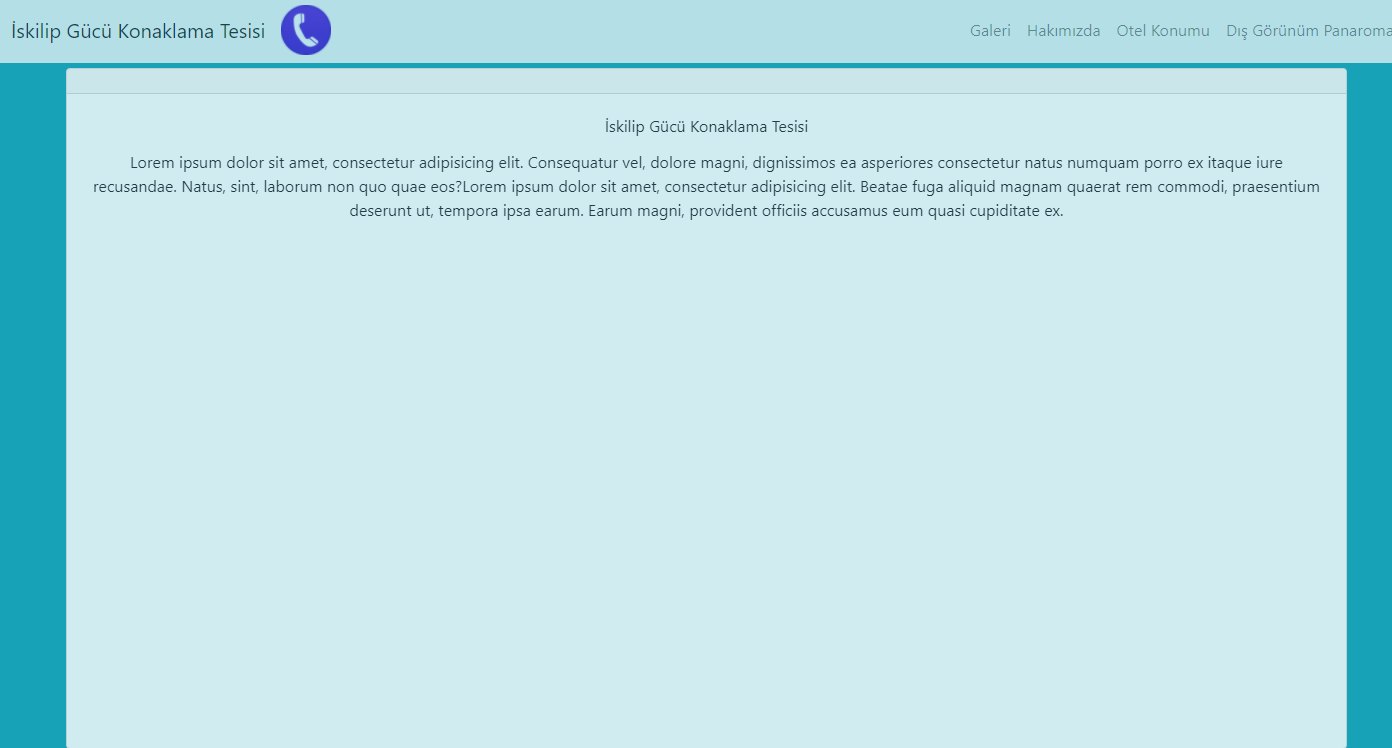 İskilip Gücü Konaklama Tesisi
Galeri Hakımızda Otel Konumu Dış Görünüm Panaroma
İskilip Gücü Konaklama Tesisi
Lorem ipsum dolor sit amet, consectetur adipisicing elit. Consequatur vel, dolore magni, dignissimos ea asperiores consectetur natus numquam porro ex itaque iure
recusandae. Natus, sint, laborum non quo quae eos?Lorem ipsum dolor sit amet, consectetur adipisicing elit. Beatae fuga aliquid magnam quaerat rem commodi, praesentium
deserunt ut, tempora ipsa earum. Earum magni, provident officiis accusamus eum quasi cupiditate ex.